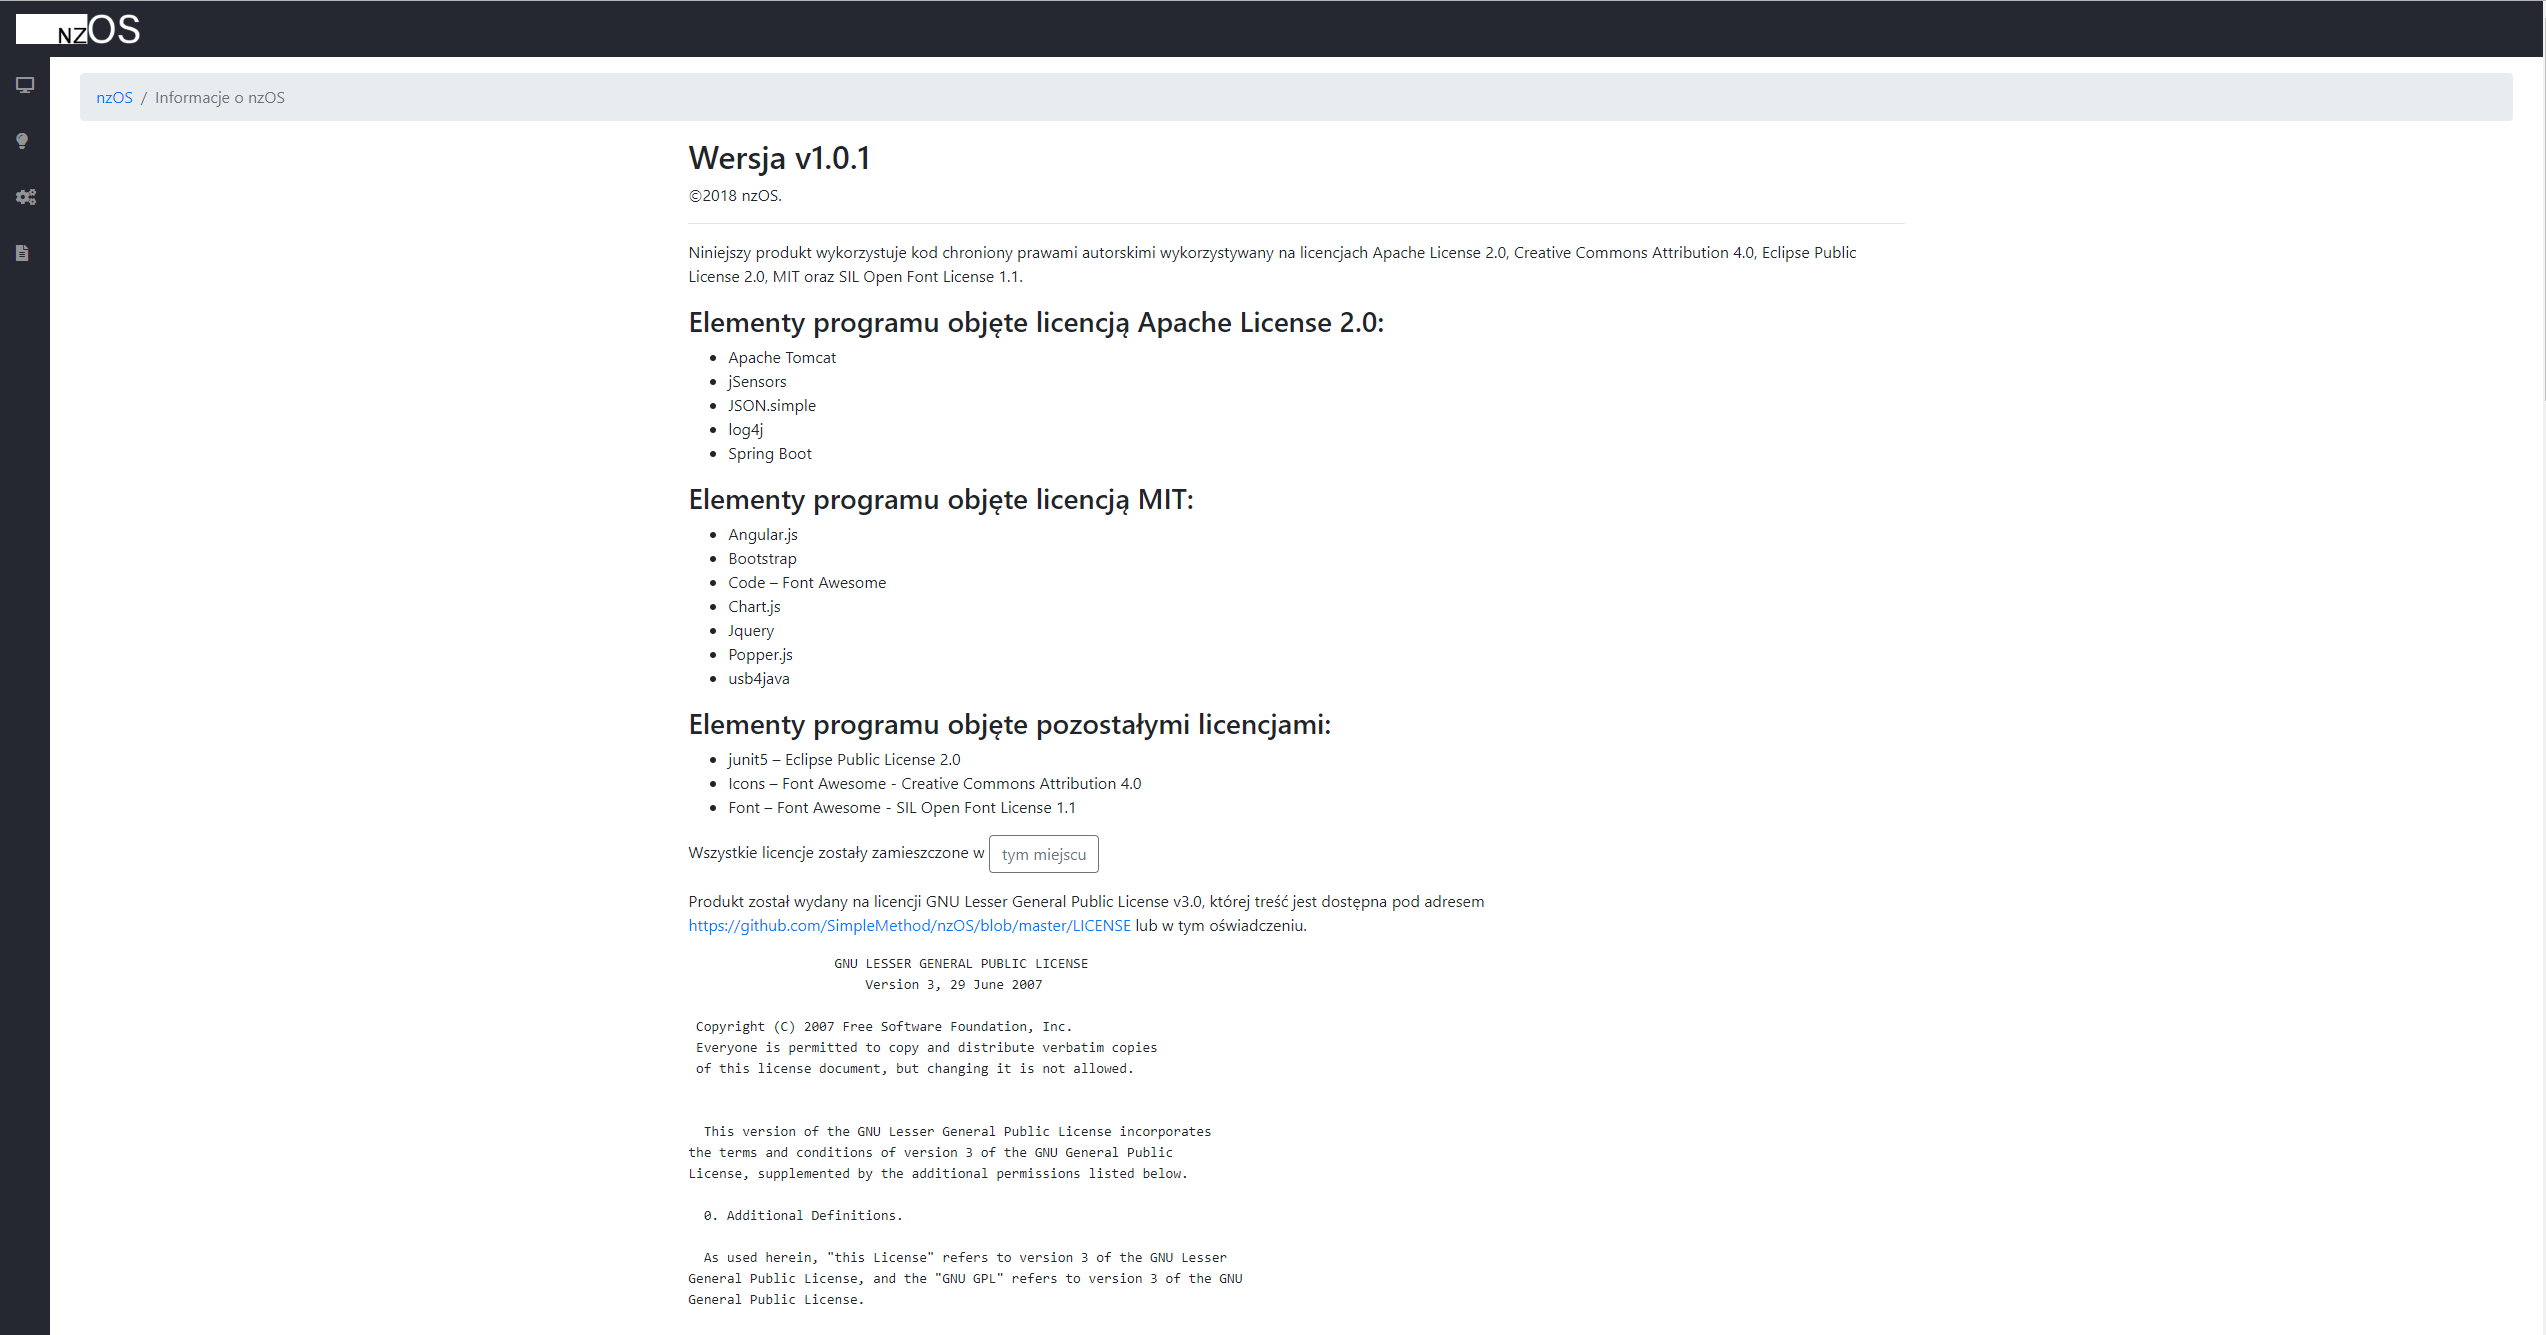 nzOS
nzOS / Informacje o nzOS
Wersja v1.0.1
©2018 nzOS.
Niniejszy produkt wykorzystuje kod chroniony prawami autorskimi wykorzystywany na licencjach Apache License 2.0, Creative Commons Attribution 4.0, Eclipse Public
License 2.0, MIT oraz SIL Open Font License 1.1.
Elementy programu objęte licencją Apache License 2.0:
• Apache Tomcat
• jSensors
• JSON.simple
• log4j
• Spring Boot
Elementy programu objęte licencją MIT:
• Angular.js
• Bootstrap
• Code – Font Awesome
• Chart.js
• Jquery
• Popper.js
• usb4java
Elementy programu objęte pozostałymi licencjami:
• junit5 – Eclipse Public License 2.0
• Icons – Font Awesome - Creative Commons Attribution 4.0
• Font – Font Awesome - SIL Open Font License 1.1
Wszystkie licencje zostały zamieszczone w tym miejscu
Produkt został wydany na licencji GNU Lesser General Public License v3.0, której treść jest dostępna pod adresem
https://github.com/SimpleMethod/nzOS/blob/master/LICENSE lub w tym oświadczeniu.
GNU LESSER GENERAL PUBLIC LICENSE
Version 3, 29 June 2007
Copyright (C) 2007 Free Software Foundation, Inc.
Everyone is permitted to copy and distribute verbatim copies
of this license document, but changing it is not allowed.
This version of the GNU Lesser General Public License incorporates
the terms and conditions of version 3 of the GNU General Public
License, supplemented by the additional permissions listed below.
0. Additional Definitions.
As used herein, "this License" refers to version 3 of the GNU Lesser
General Public License, and the "GNU GPL" refers to version 3 of the GNU
General Public License.